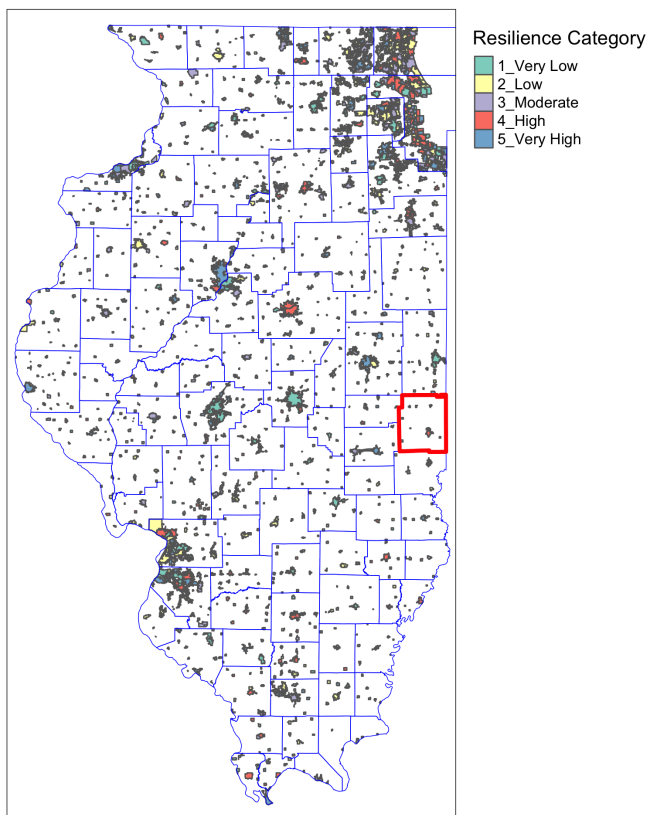 Resilience Category
1_Very Low
2_Low
3_Moderate
4_High
5_Very High